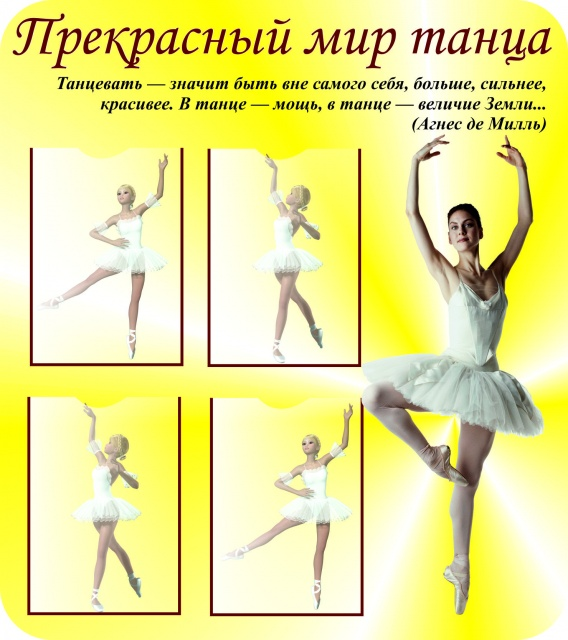 Прекрасный мир танца
Танцевать — значит быть вне самого себя, больше, сильнее,
красивее. В танце — мощь, в танце — величие Земли...
(Агнес де Милль)